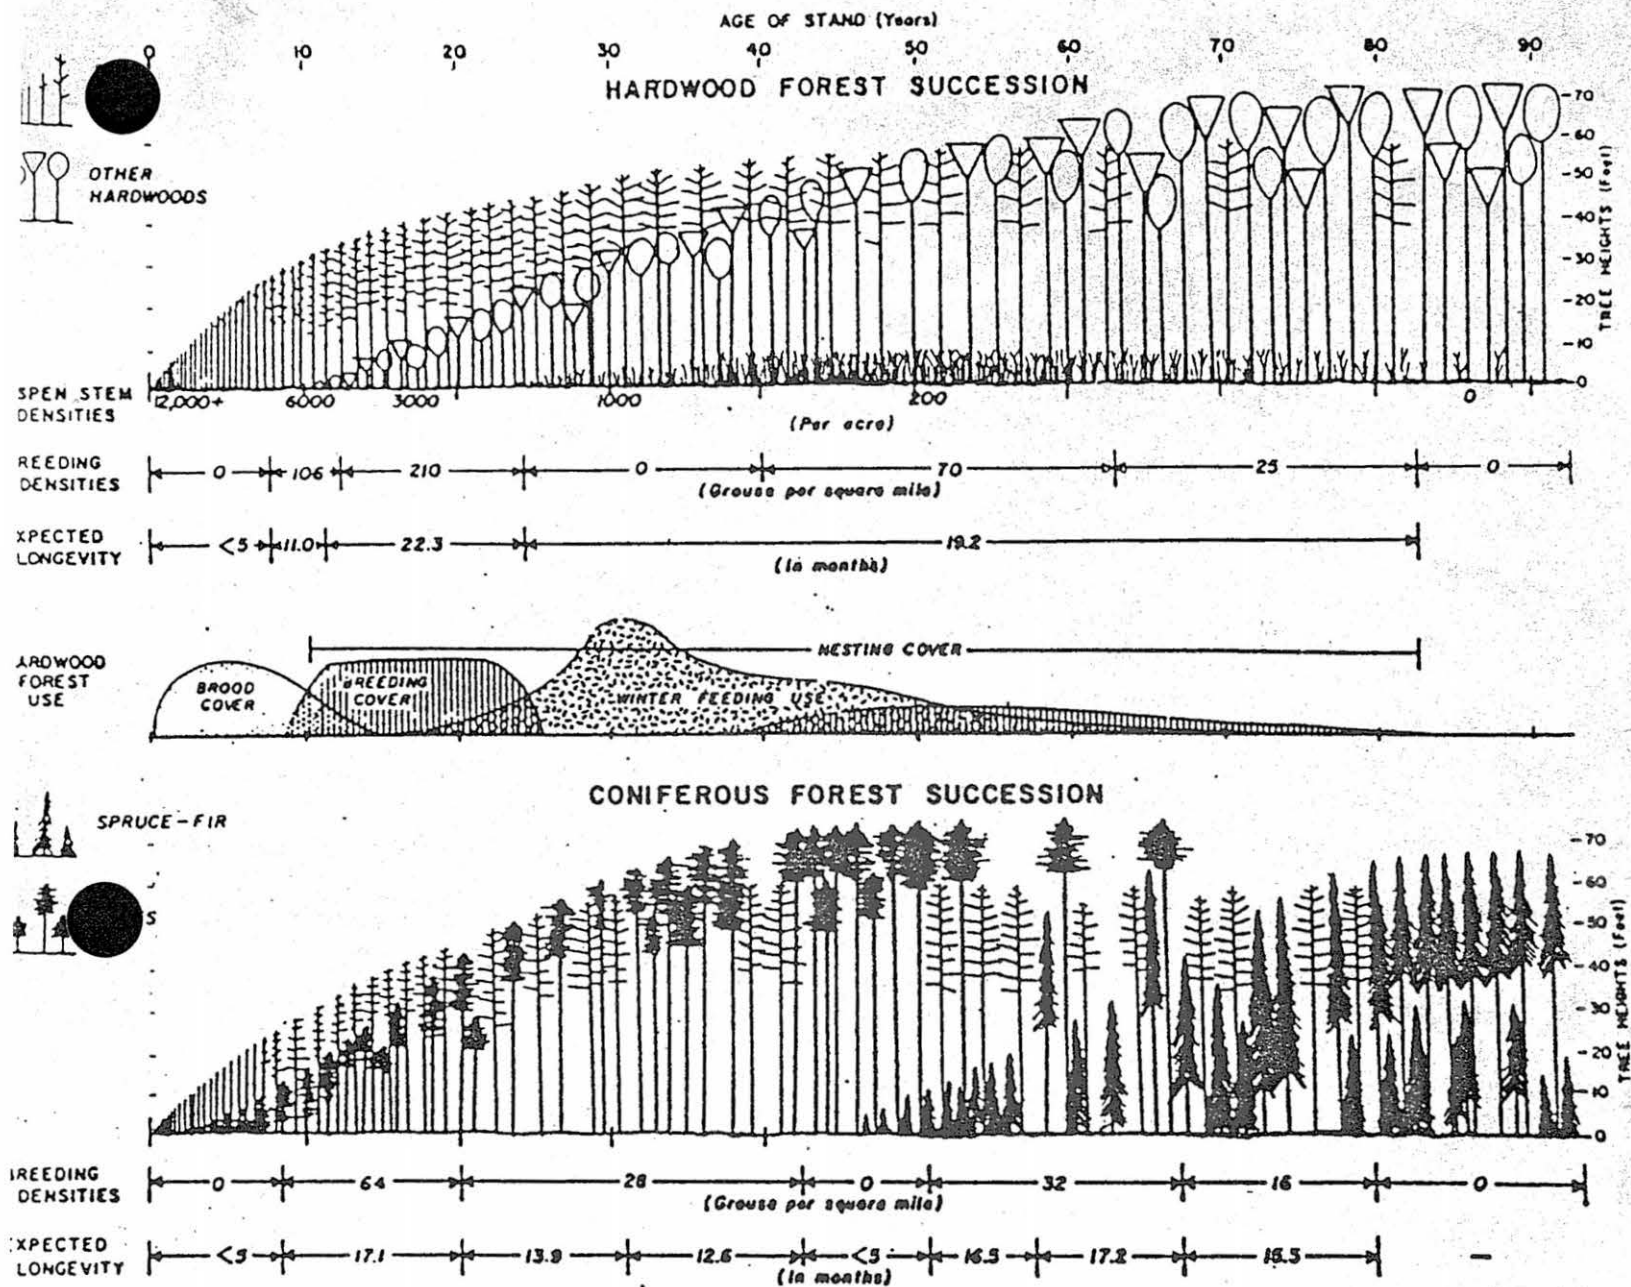 AGE OF STAND (Years)
0 10 20 30 40 50 60 70 80 90
HARDWOOD FOREST SUCCESSION
OTHER
HARDWOODS
-70
-60
-50
-40
-30
-20
-10
-0
TREE HEIGHTS (Feet)
SPEN STEM
DENSITIES
12,000+ 6000 3000 1000 200 0
(Per acre)
REEDING
DENSITIES
0 106 210 0 70 25 0
(Grouse per square mile)
XPECTED
LONGEVITY
<5 11.0 22.3 19.2
(In months)
ARDWOOD
FOREST
USE
NESTING COVER
BROOD
COVER
BREEDING
COVER
WINTER FEEDING USE
CONIFEROUS FOREST SUCCESSION
SPRUCE-FIR
S
-70
-60
-50
-40
-30
-20
-10
-0
TREE HEIGHTS (Feet)
BREEDING
DENSITIES
0 64 28 0 32 16 0
(Grouse per square mile)
EXPECTED
LONGEVITY
<5 17.1 13.9 12.6 <5 16.5 17.2 15.5 —
(In months)